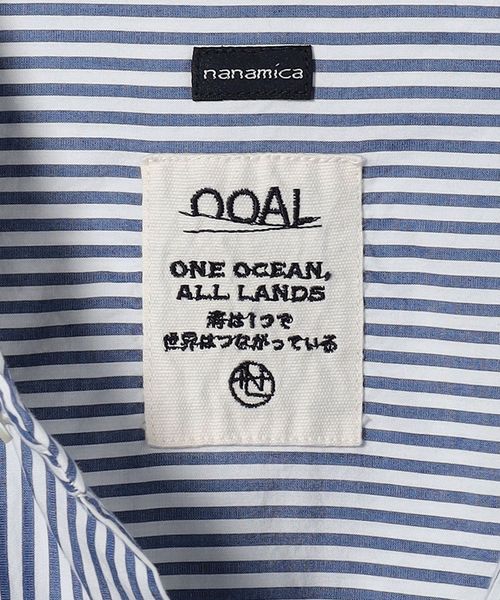 nanamica
OOAL
ONE OCEAN,
ALL LANDS
海は1つで
世界はつながっている